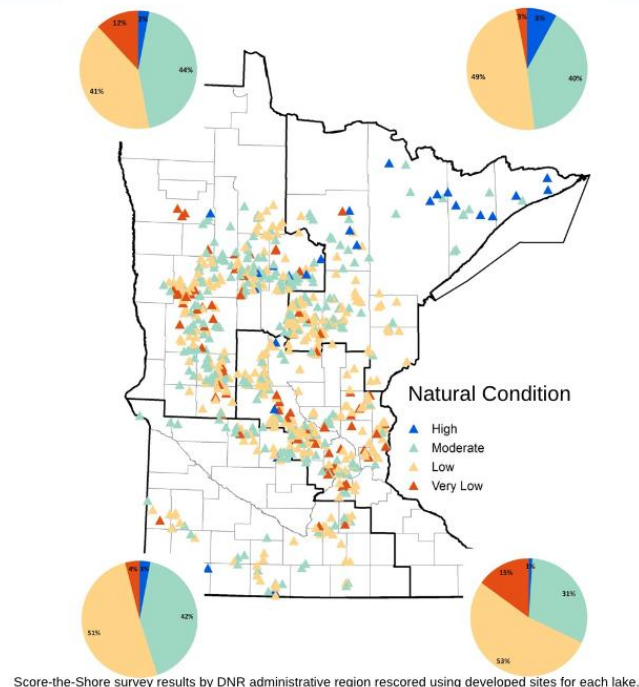 12%
3%
44%
41%
3%
8%
40%
49%
Natural Condition
High
Moderate
Low
Very Low
4%
3%
42%
51%
15%
1%
31%
53%
Score-the-Shore survey results by DNR administrative region rescored using developed sites for each lake.